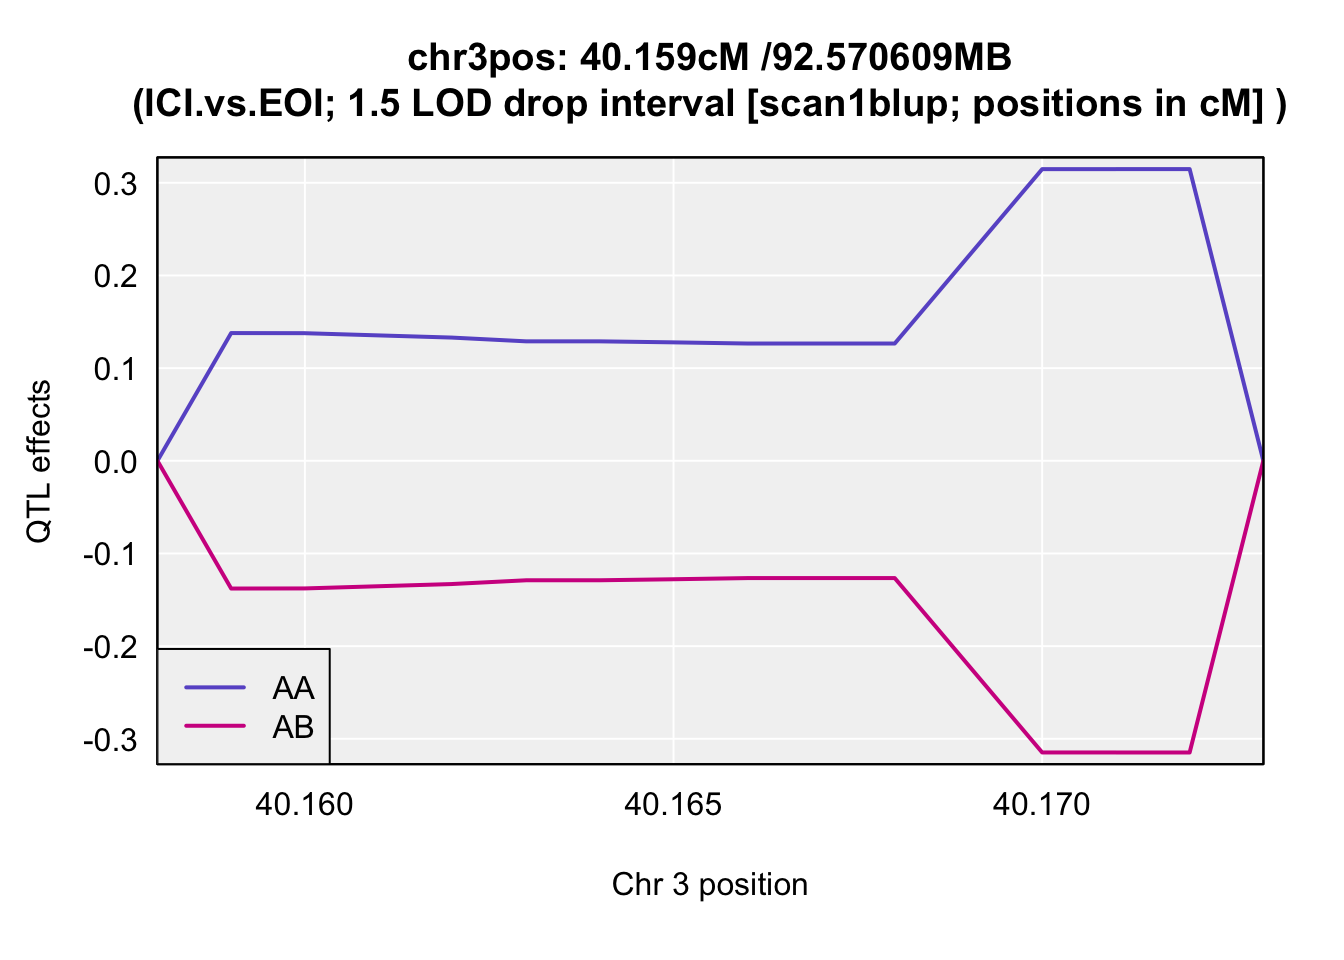 chr3pos: 40.159cM /92.570609MB
(ICI.vs.EOI; 1.5 LOD drop interval [scan1blup; positions in cM] )
QTL effects
0.3
0.2
0.1
0.0
-0.1
-0.2
-0.3
AA
AB
40.160 40.165 40.170
Chr 3 position